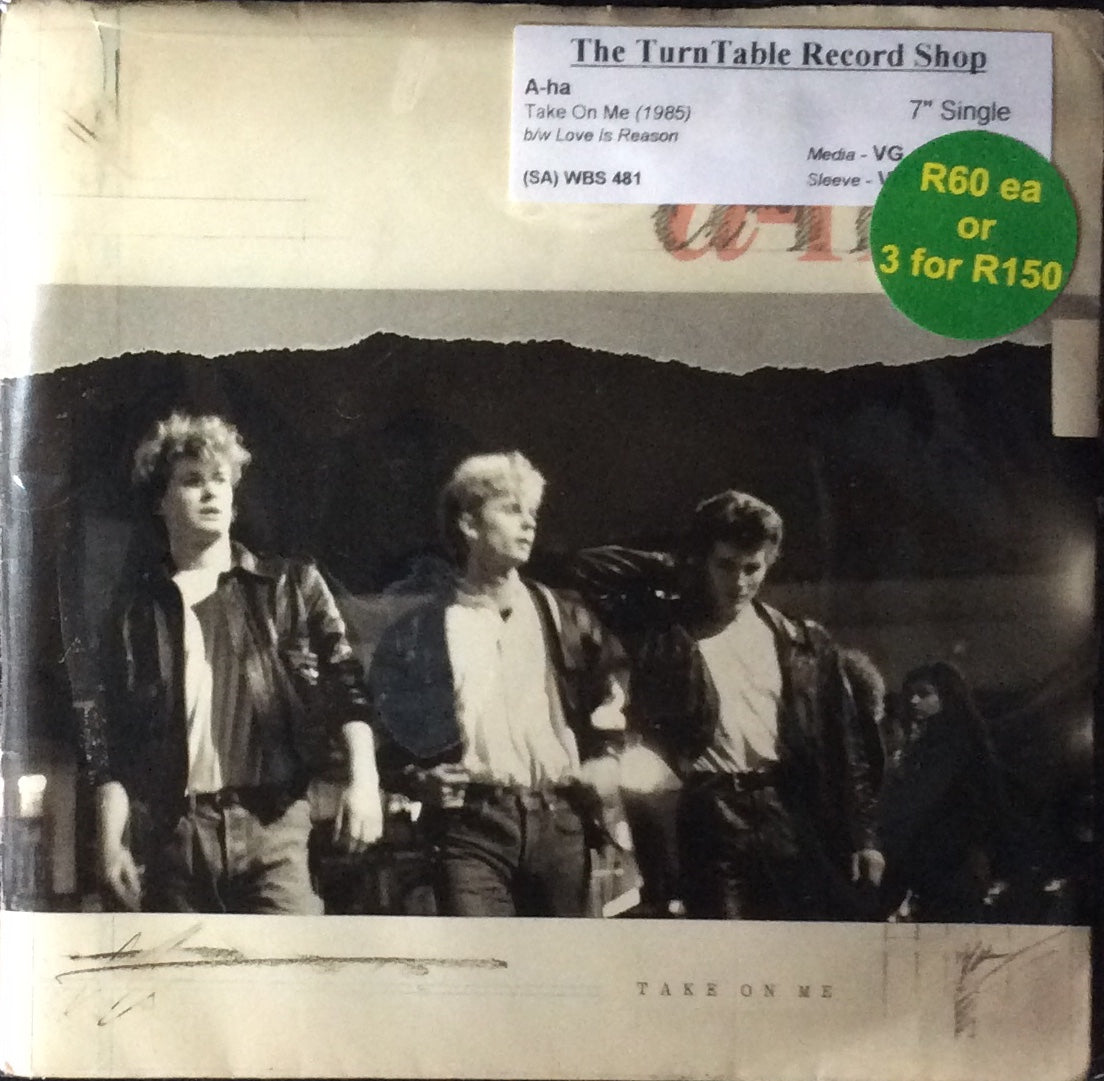 The TurnTable Record Shop
A-ha
Take On Me (1985)
7" Single
b/w Love Is Reason
Media - VG
(SA) WBS 481
Sleeve - V
R60 ea
or
3 for R150
TAKE ON ME